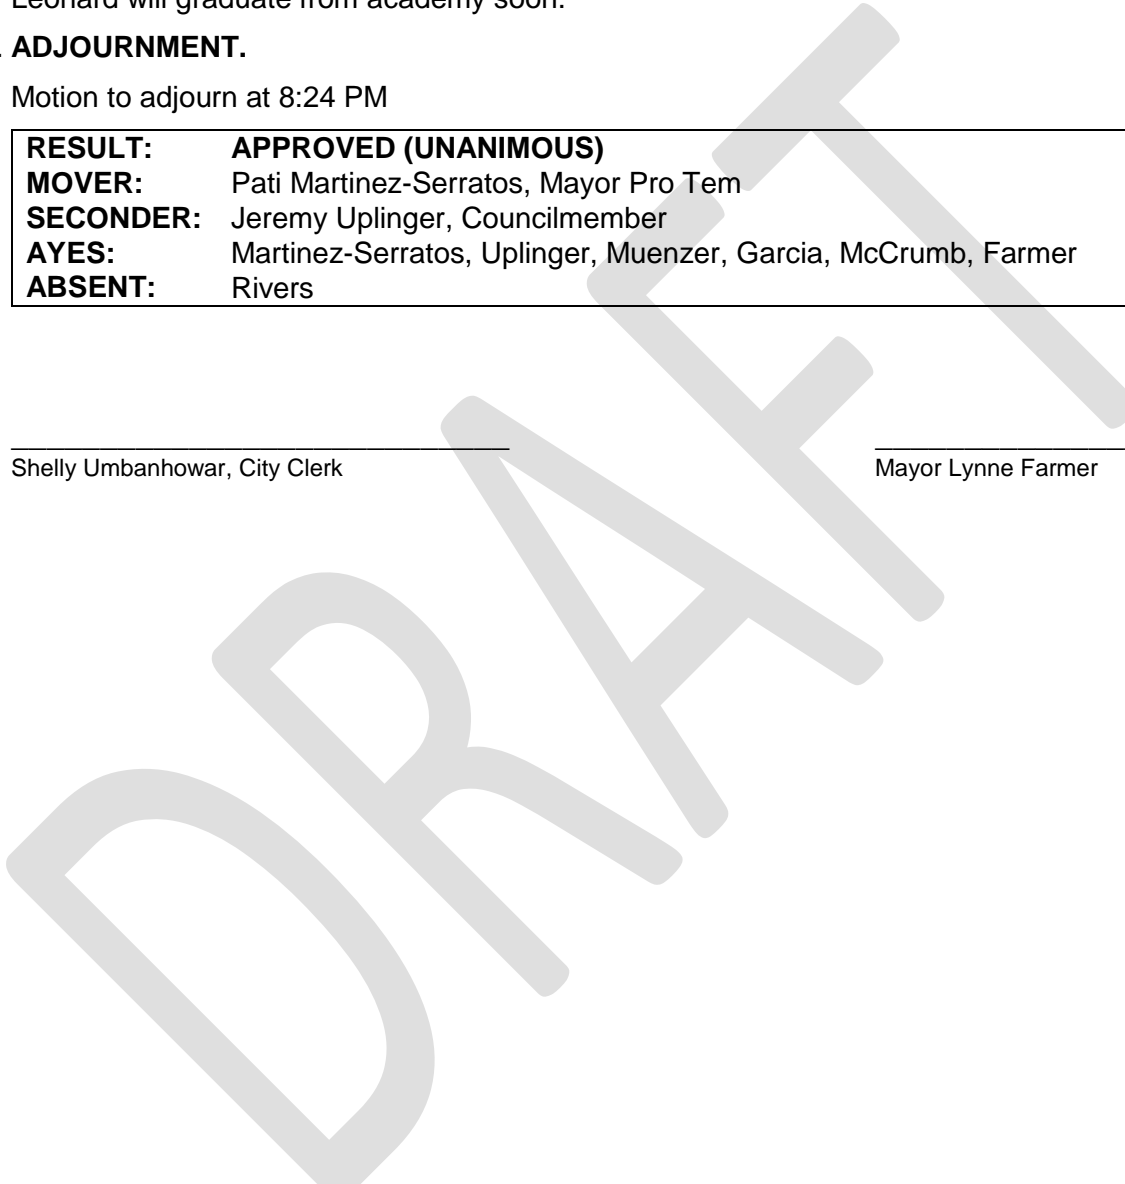 Leonard will graduate from academy soon.
. ADJOURNMENT.
Motion to adjourn at 8:24 PM
RESULT: APPROVED (UNANIMOUS)
MOVER: Pati Martinez-Serratos, Mayor Pro Tem
SECONDER: Jeremy Uplinger, Councilmember
AYES: Martinez-Serratos, Uplinger, Muenzer, Garcia, McCrumb, Farmer
ABSENT: Rivers
Shelly Umbanhowar, City Clerk Mayor Lynne Farmer
DRAFT